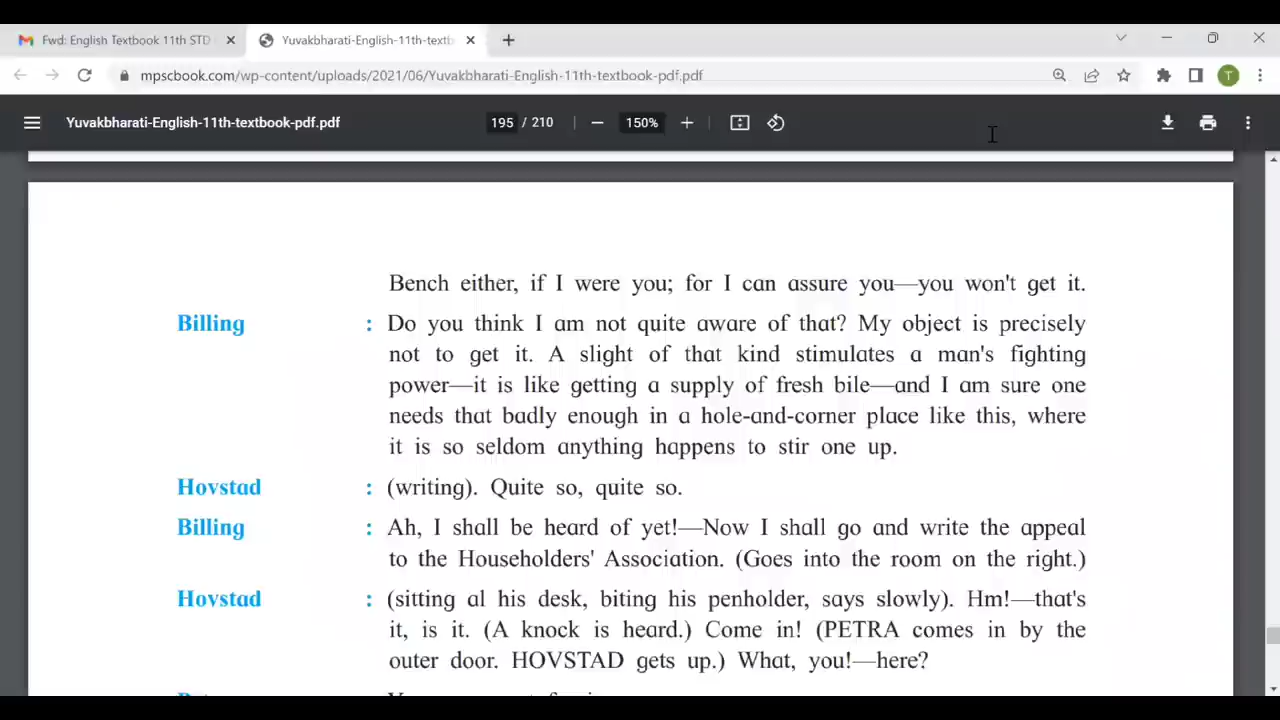 Fwd: English Textbook 11th STD
Yuvakbharati-English-11th-textb
mpscbook.com/wp-content/uploads/2021/06/Yuvakbharati-English-11th-textbook-pdf.pdf
T
Yuvakbharati-English-11th-textbook-pdf.pdf
195 / 210
150%
Bench either, if I were you; for I can assure you—you won't get it.
Billing : Do you think I am not quite aware of that? My object is precisely
not to get it. A slight of that kind stimulates a man's fighting
power—it is like getting a supply of fresh bile—and I am sure one
needs that badly enough in a hole-and-corner place like this, where
it is so seldom anything happens to stir one up.
Hovstad : (writing). Quite so, quite so.
Billing : Ah, I shall be heard of yet!—Now I shall go and write the appeal
to the Householders' Association. (Goes into the room on the right.)
Hovstad : (sitting al his desk, biting his penholder, says slowly). Hm!—that's
it, is it. (A knock is heard.) Come in! (PETRA comes in by the
outer door. HOVSTAD gets up.) What, you!—here?